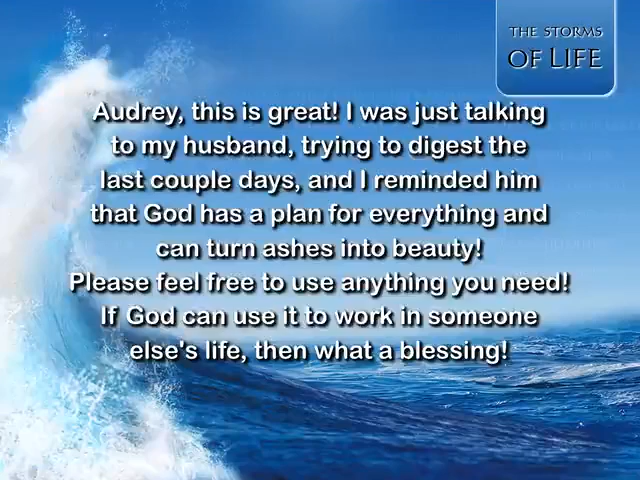 THE STORMS
OF LIFE
Audrey, this is great! I was just talking
to my husband, trying to digest the
last couple days, and I reminded him
that God has a plan for everything and
can turn ashes into beauty!
Please feel free to use anything you need!
If God can use it to work in someone
else's life, then what a blessing!